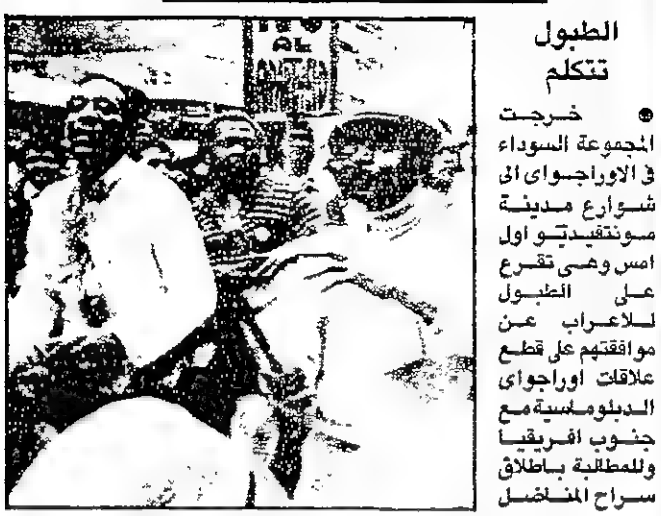 الطبول
تتكلم
● خرجت
المجموعة السوداء
في الاوراجواي الى
شوارع مدينة
مونتفيديو اول
امس وهي تقرع
على الطبول
للاعراب عن
موافقتهم على قطع
علاقات اوراجواي
الدبلوماسية مع
جنوب افريقيا
وللمطالبة باطلاق
سراح المناضل
AL